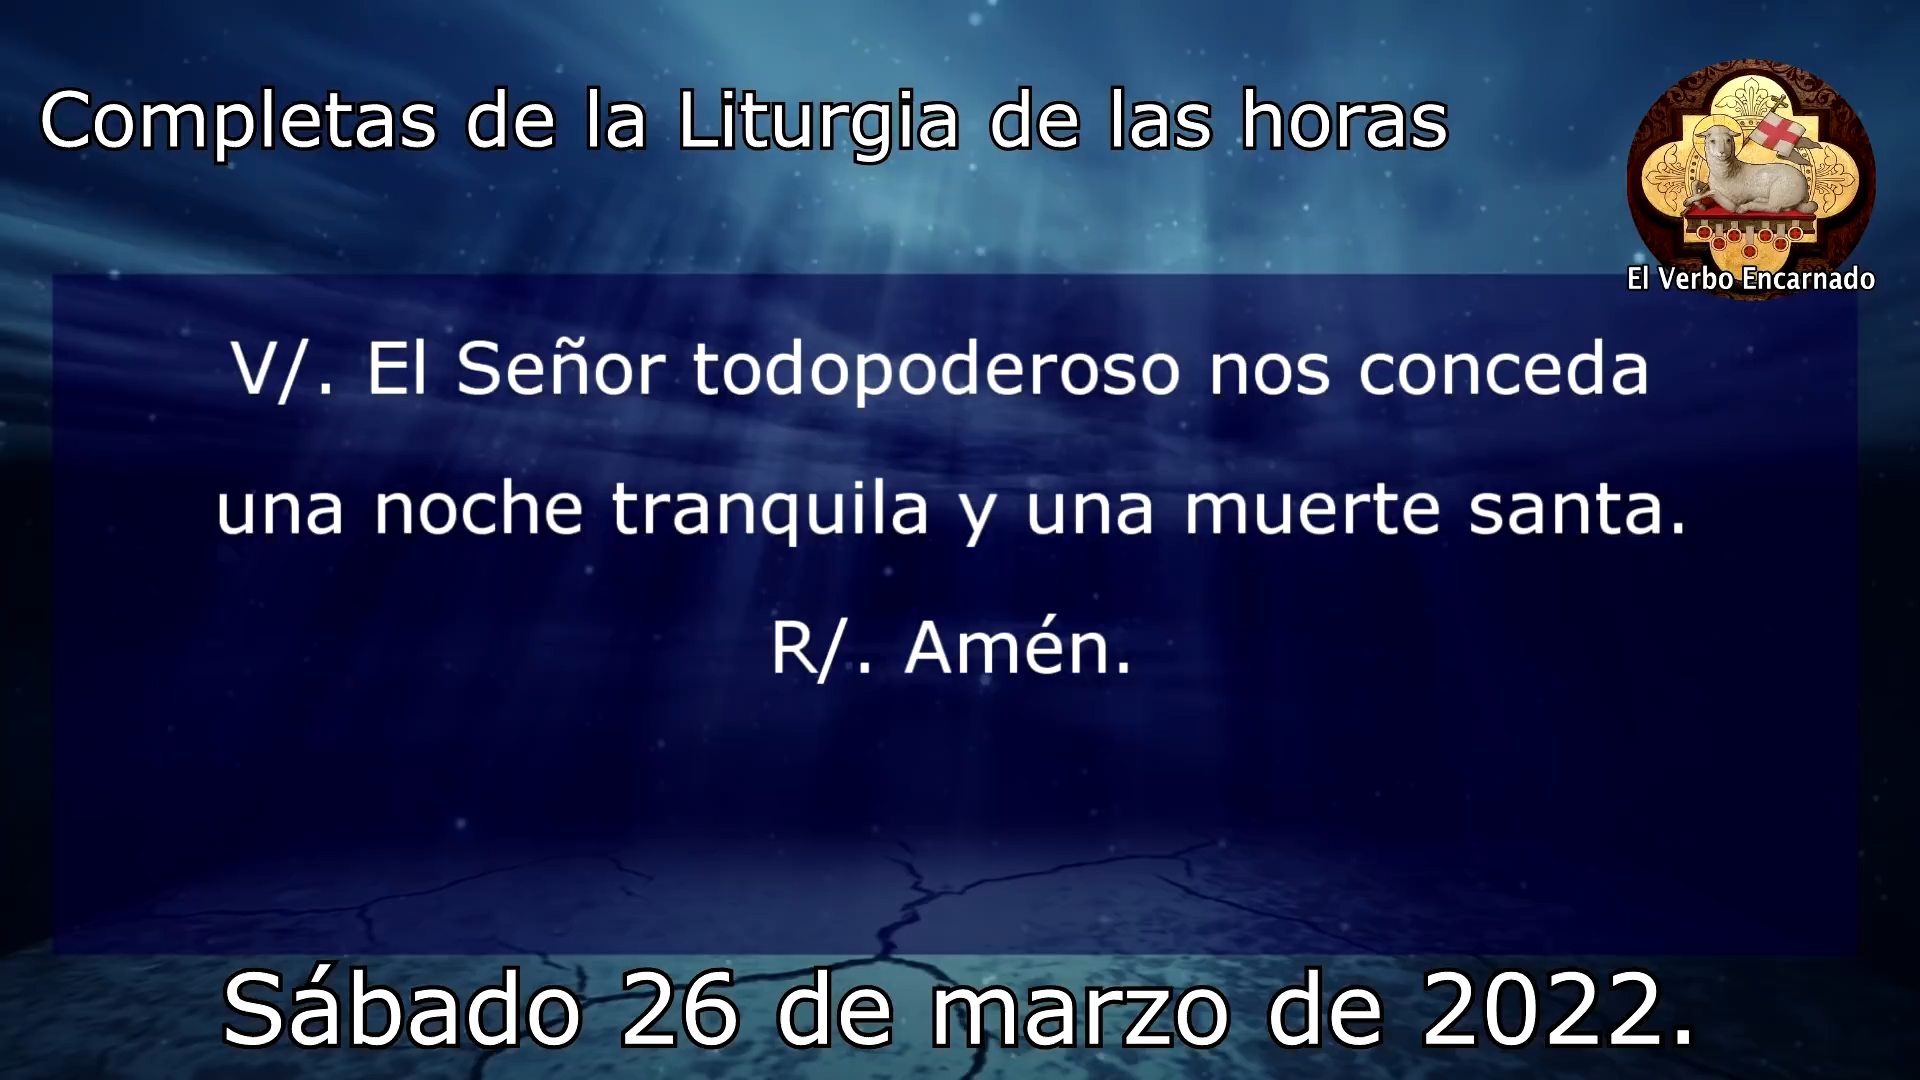 Completas de la Liturgia de las horas
El Verbo Encarnado
V/. El Señor todopoderoso nos conceda
una noche tranquila y una muerte santa.
R/. Amén.
Sábado 26 de marzo de 2022.